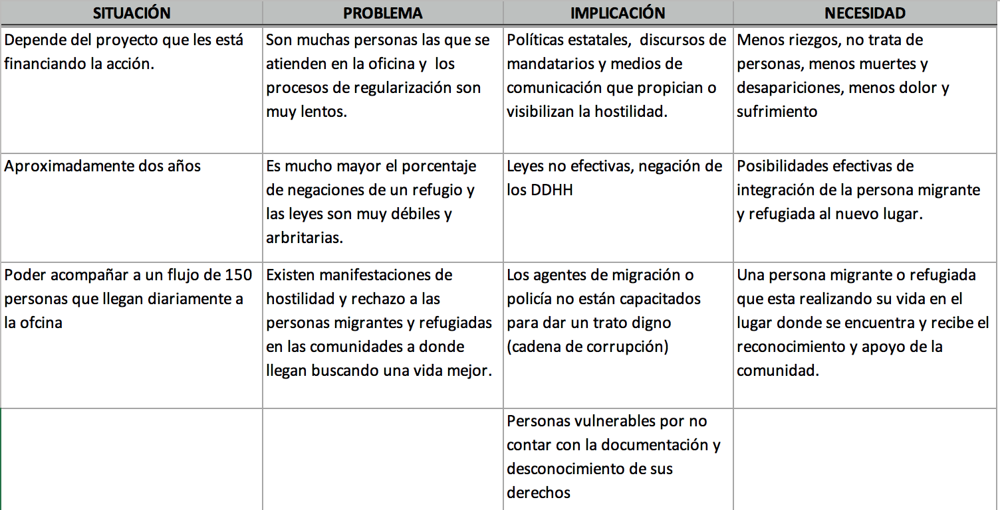 SITUACIÓN
PROBLEMA
IMPLICACIÓN
NECESIDAD
Depende del proyecto que les está
financiando la acción.
Son muchas personas las que se
atienden en la oficina y  los
procesos de regularización son
muy lentos.
Políticas estatales,  discursos de
mandatarios y medios de
comunicación que propician o
visibilizan la hostilidad.
Menos riezgos, no trata de
personas, menos muertes y
desapariciones, menos dolor y
sufrimiento
Aproximadamente dos años
Es mucho mayor el porcentaje
de negaciones de un refugio y
las leyes son muy débiles y
arbritarias.
Leyes no efectivas, negación de
los DDHH
Posibilidades efectivas de
integración de la persona migrante
y refugiada al nuevo lugar.
Poder acompañar a un flujo de 150
personas que llegan diariamente a
la ofcina
Existen manifestaciones de
hostilidad y rechazo a las
personas migrantes y refugiadas
en las comunidades a donde
llegan buscando una vida mejor.
Los agentes de migración o
policía no están capacitados
para dar un trato digno
(cadena de corrupción)
Una persona migrante o refugiada
que esta realizando su vida en el
lugar donde se encuentra y recibe el
reconocimiento y apoyo de la
comunidad.
Personas vulnerables por no
contar con la documentación y
desconocimiento de sus
derechos